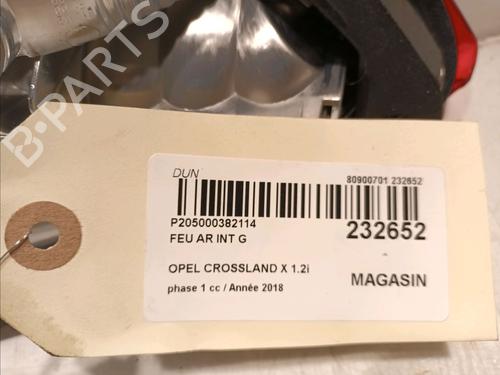 DUN
80900701 232652
P205000382114
232652
FEU AR INT G
OPEL CROSSLAND X 1.2i
phase 1 cc / Année 2018
MAGASIN
B-PARTS